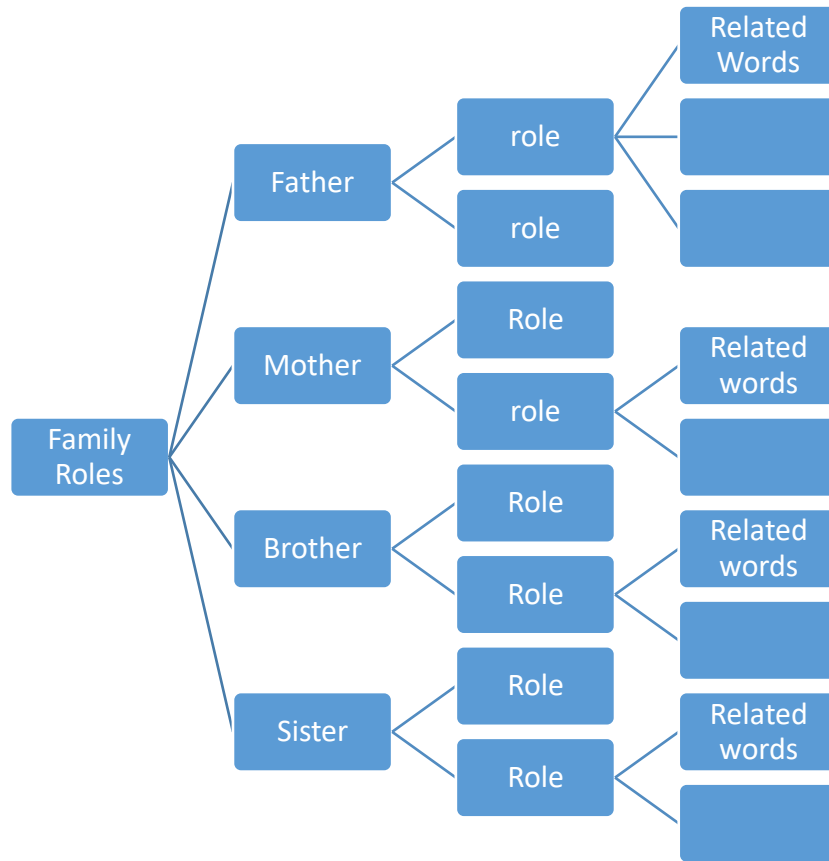 Family
Roles
Father
role
Related
Words
role
Mother
Role
role
Related
words
Brother
Role
Role
Related
words
Sister
Role
Role
Related
words